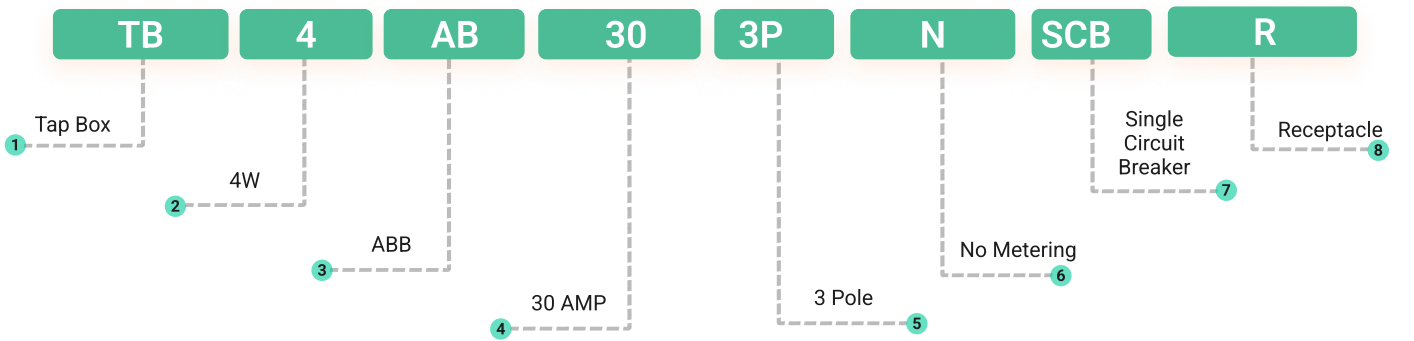 TB 4 AB 30 3P N SCB R
Tap Box
1
4W
2
ABB
3
30 AMP
4
3 Pole
5
No Metering
6
Single
Circuit
Breaker
7
Receptacle
8